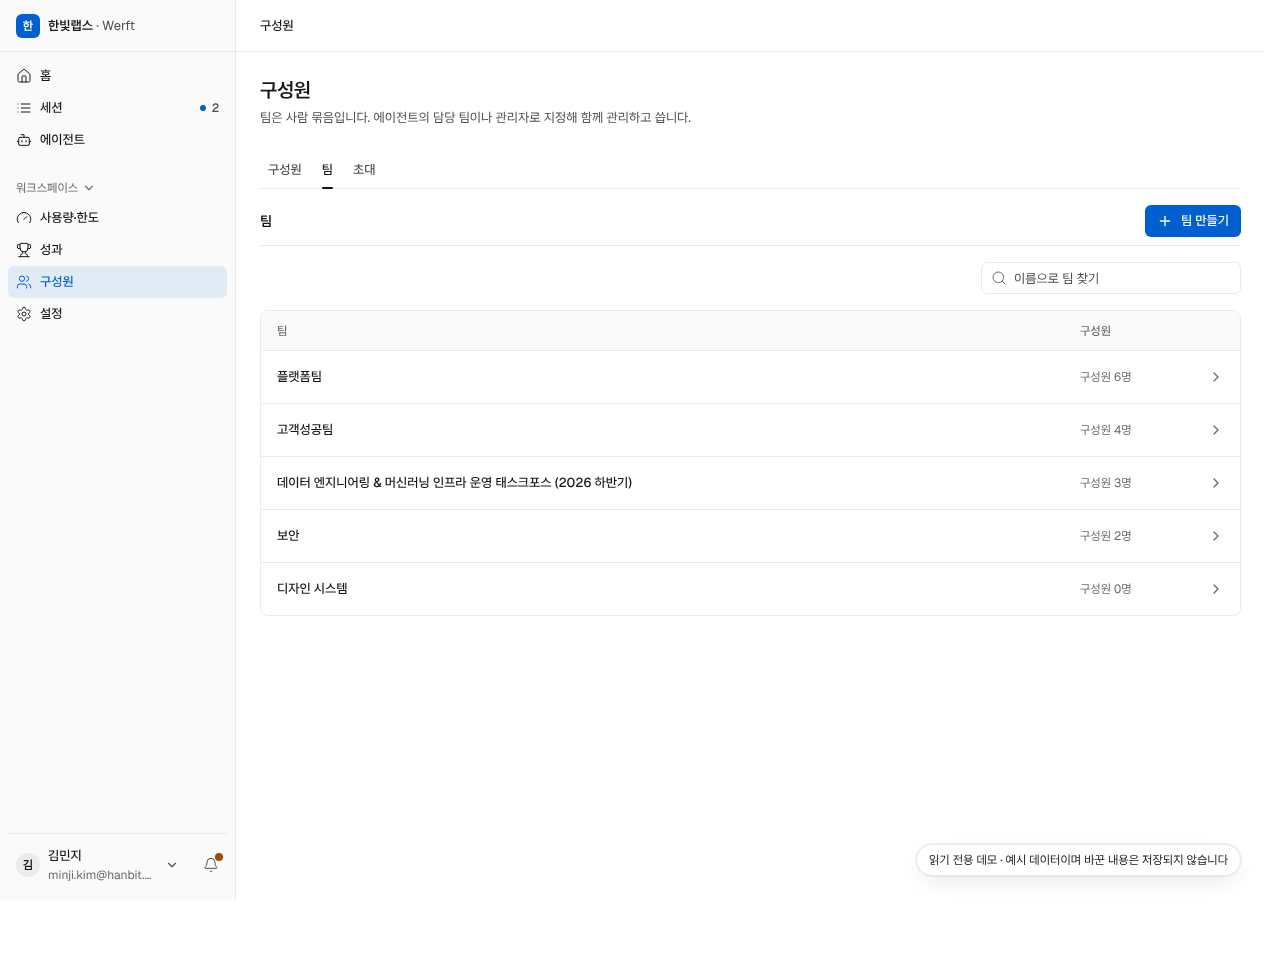 한 한빛랩스 · Werft
구성원
홈
세션 2
에이전트
워크스페이스
사용량·한도
성과
구성원
설정
구성원
팀은 사람 묶음입니다. 에이전트의 담당 팀이나 관리자로 지정해 함께 관리하고 씁니다.
구성원 팀 초대
팀
팀 만들기
이름으로 팀 찾기
팀 구성원
플랫폼팀 구성원 6명
고객성공팀 구성원 4명
데이터 엔지니어링 & 머신러닝 인프라 운영 태스크포스 (2026 하반기) 구성원 3명
보안 구성원 2명
디자인 시스템 구성원 0명
김 김민지
minji.kim@hanbit....
읽기 전용 데모 · 예시 데이터이며 바꾼 내용은 저장되지 않습니다